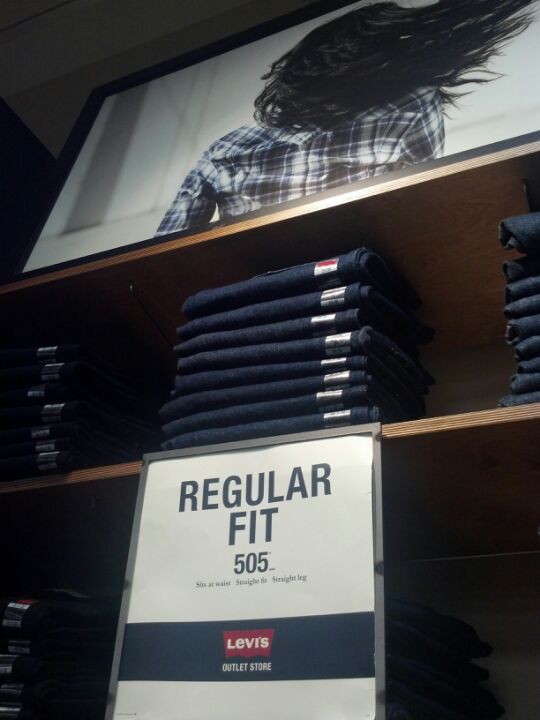 REGULAR
FIT
505
Sits at waist Straight fit Straight leg
LEVI'S
OUTLET STORE